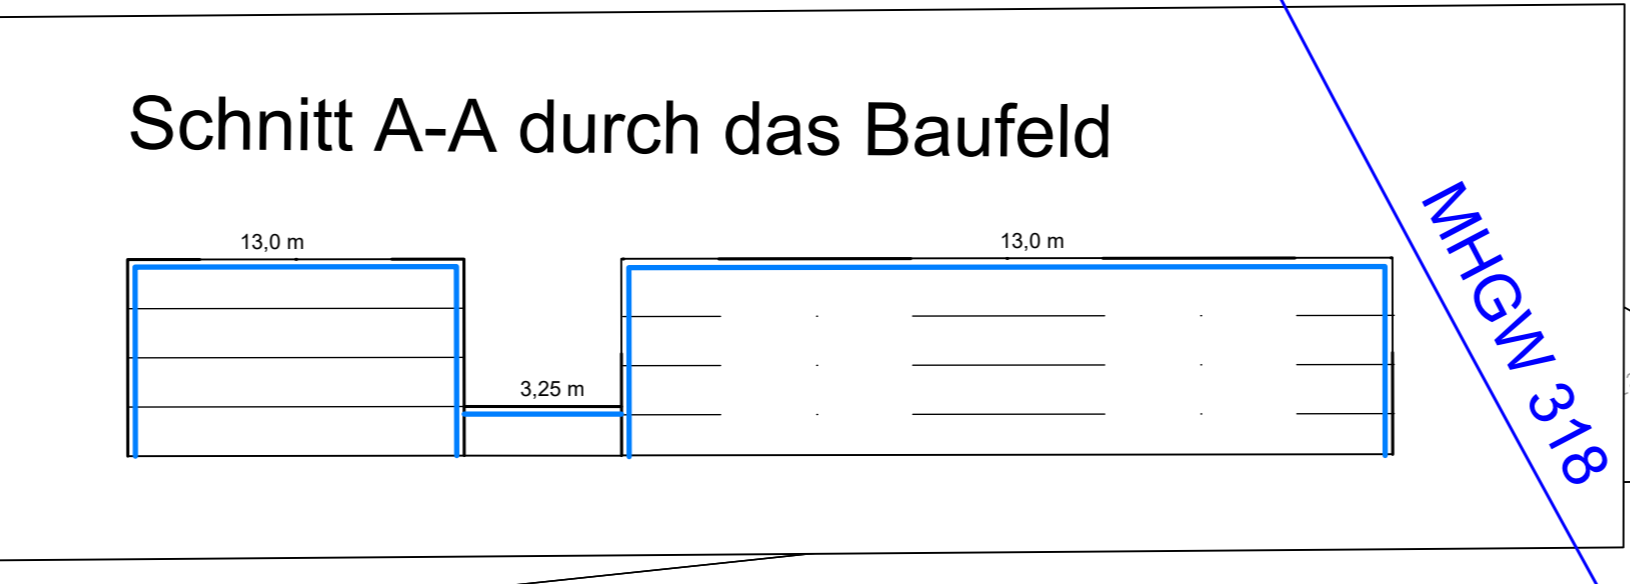 Schnitt A-A durch das Baufeld
13,0 m
13,0 m
3,25 m
MHGW 318